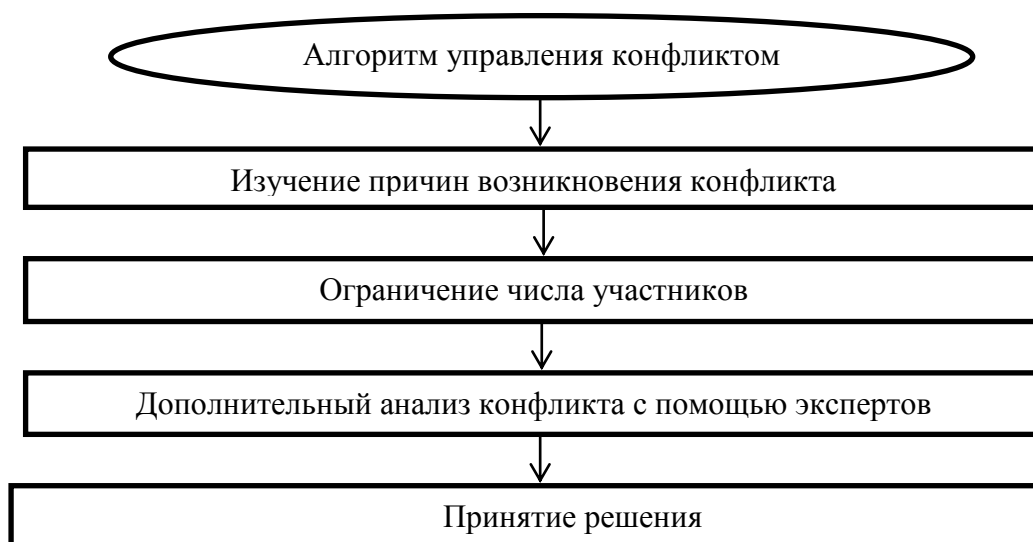 Алгоритм управления конфликтом
Изучение причин возникновения конфликта
Ограничение числа участников
Дополнительный анализ конфликта с помощью экспертов
Принятие решения